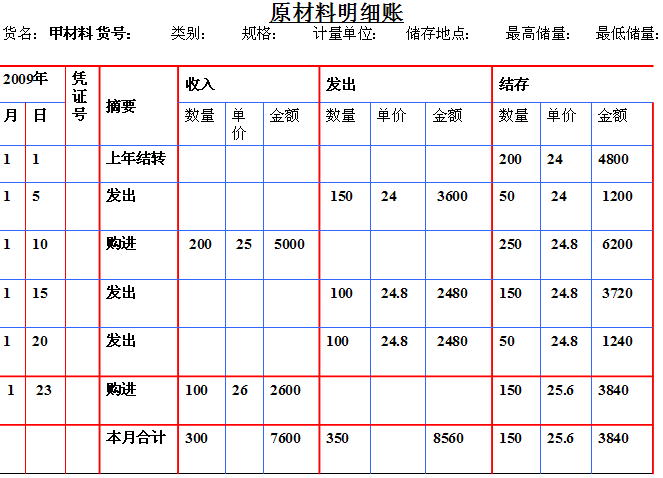 原材料明细账
货名：甲材料 货号： 类别： 规格： 计量单位： 储存地点： 最高储量： 最低储量：
2009年 凭证号 摘要 收入 发出 结存
月 日 数量 单价 金额 数量 单价 金额 数量 单价 金额
1 1 上年结转 200 24 4800
1 5 发出 150 24 3600 50 24 1200
1 10 购进 200 25 5000 250 24.8 6200
1 15 发出 100 24.8 2480 150 24.8 3720
1 20 发出 100 24.8 2480 50 24.8 1240
1 23 购进 100 26 2600 150 25.6 3840
本月合计 300 7600 350 8560 150 25.6 3840